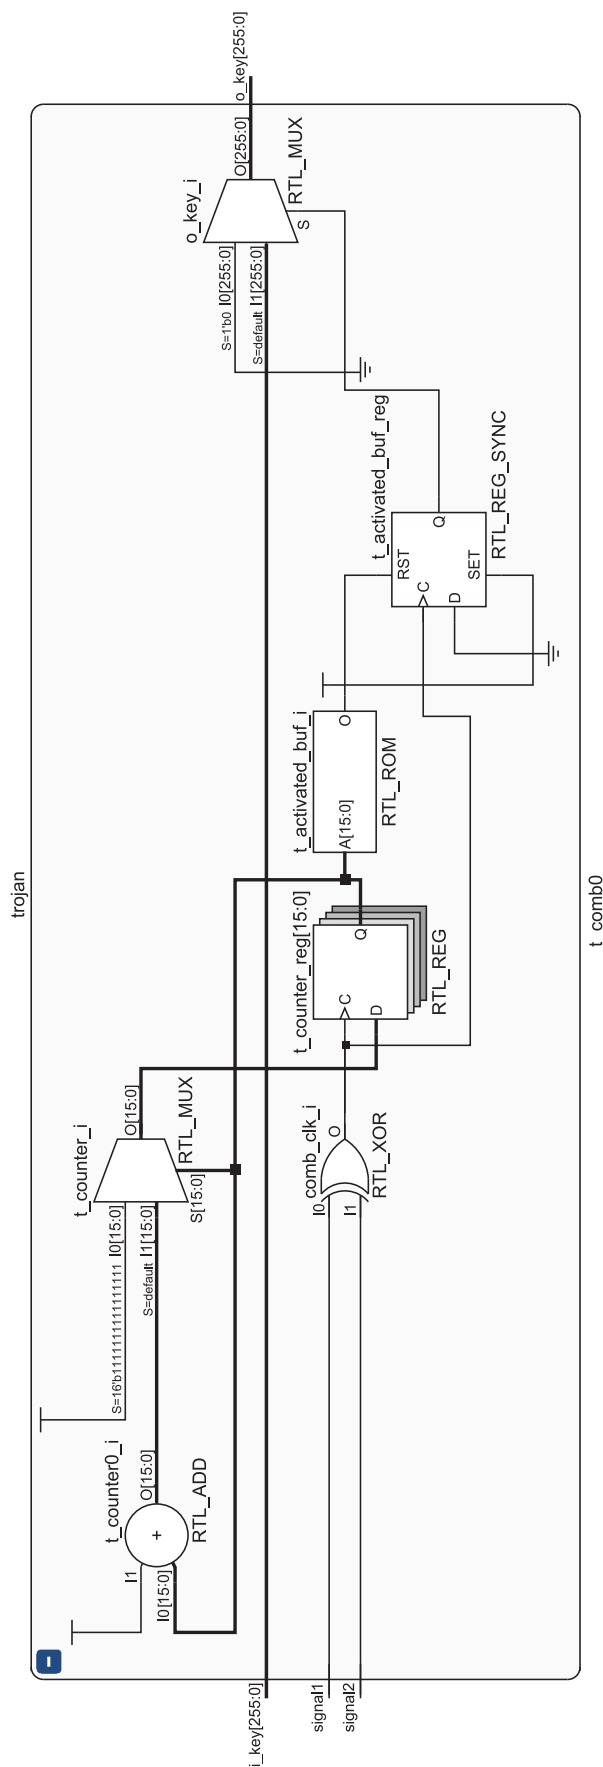 trojan
t_counter0_i
I1
I0[15:0]
+
O[15:0]
RTL_ADD
t_counter_i
S=16'b1111111111111111 I0[15:0]
S=default I1[15:0]
S[15:0]
O[15:0]
RTL_MUX
o_key_i
S=1'b0 I0[255:0]
S=default I1[255:0]
S
O[255:0]
RTL_MUX
o_key[255:0]
i_key[255:0]
signal1
signal2
comb_clk_i
I0
I1
O
RTL_XOR
t_counter_reg[15:0]
C
D
Q
RTL_REG
t_activated_buf_i
A[15:0]
O
RTL_ROM
t_activated_buf_reg
RST
C
D
SET
Q
RTL_REG_SYNC
t comb0